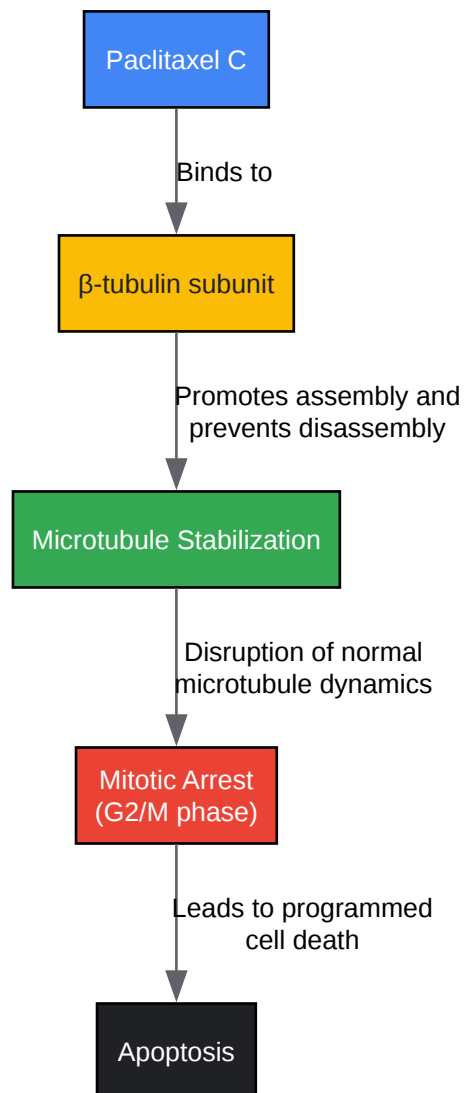 Paclitaxel C
Binds to
β-tubulin subunit
Promotes assembly and
prevents disassembly
Microtubule Stabilization
Disruption of normal
microtubule dynamics
Mitotic Arrest
(G2/M phase)
Leads to programmed
cell death
Apoptosis